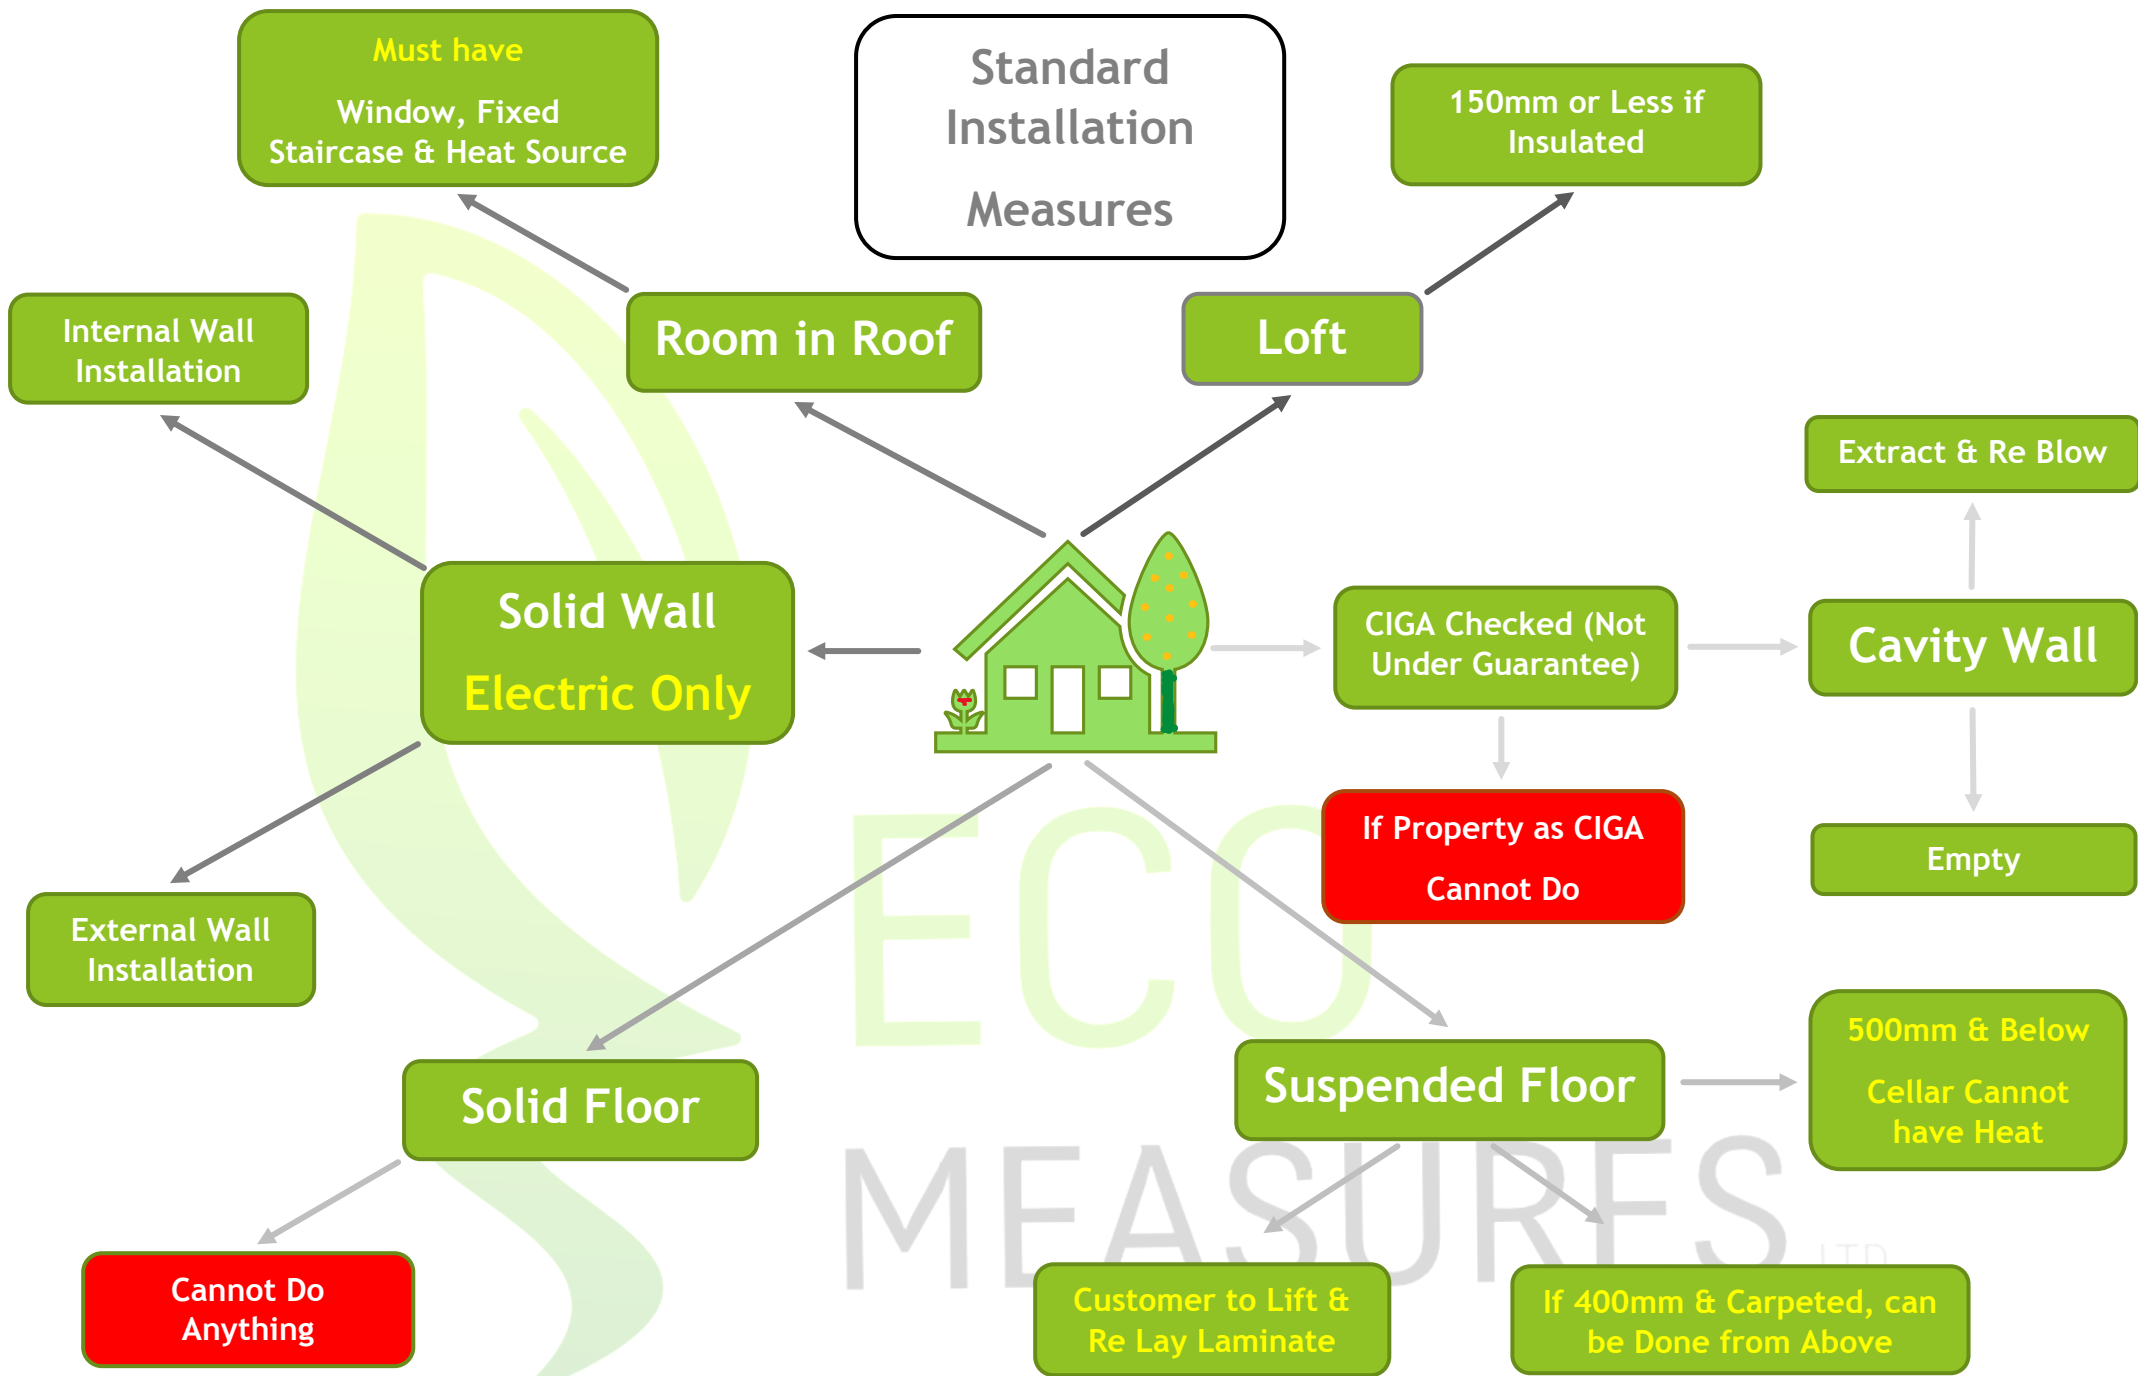 Must have
Window, Fixed
Staircase & Heat Source
Standard
Installation
Measures
150mm or Less if
Insulated
Internal Wall
Installation
Room in Roof
Loft
Extract & Re Blow
Solid Wall
Electric Only
CIGA Checked (Not
Under Guarantee)
Cavity Wall
If Property as CIGA
Cannot Do
Empty
External Wall
Installation
ECO
MEASURES
LTD
Solid Floor
Suspended Floor
500mm & Below
Cellar Cannot
have Heat
Cannot Do
Anything
Customer to Lift &
Re Lay Laminate
If 400mm & Carpeted, can
be Done from Above